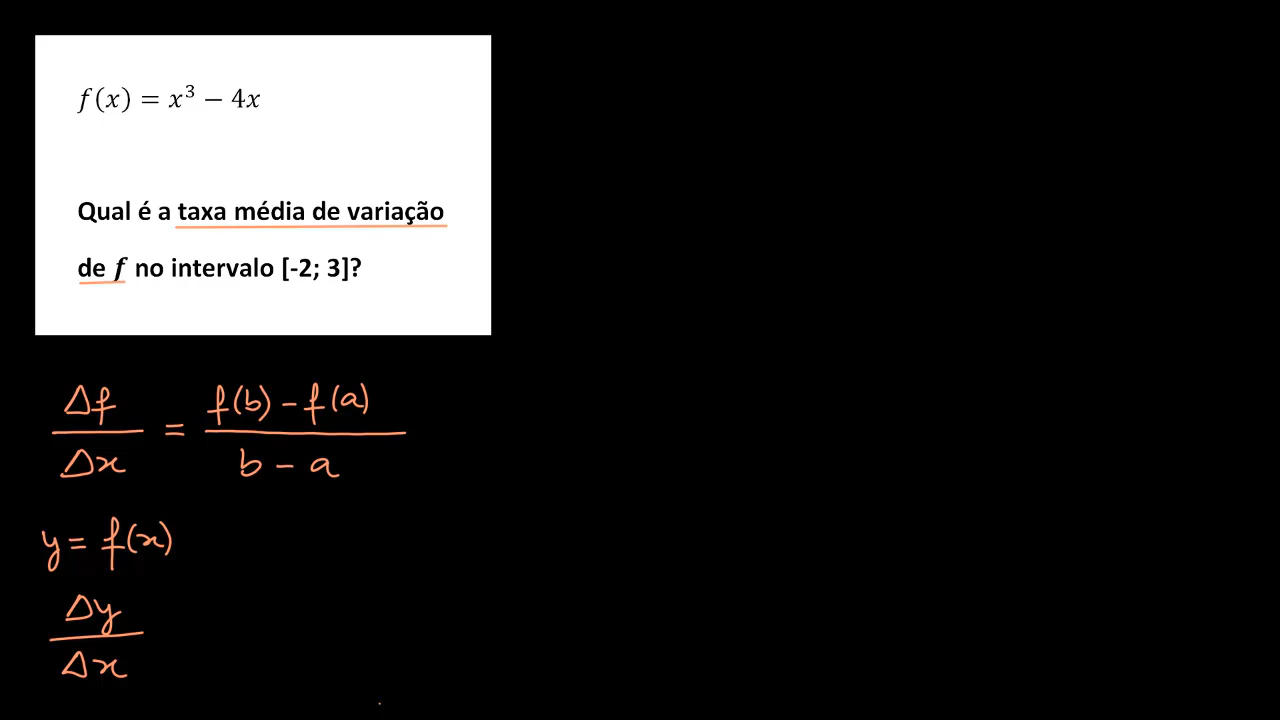 f(x) = x³ − 4x
Qual é a taxa média de variação
de f no intervalo [-2; 3]?
Δf / Δx = f(b) − f(a) / b − a
y = f(x)
Δy / Δx